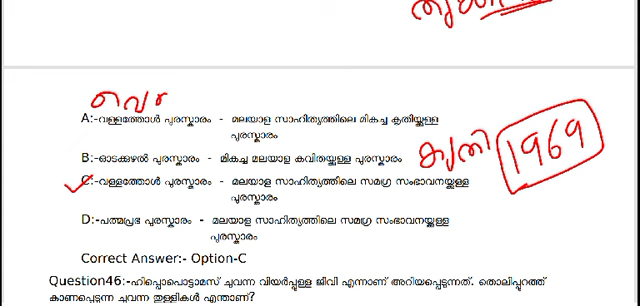 A:-വള്ളത്തോൾ പുരസ്കാരം - മലയാള സാഹിത്യത്തിലെ മികച്ച കൃതിയ്ക്കുള്ള
പുരസ്കാരം
B:-ഓടക്കുഴൽ പുരസ്കാരം - മികച്ച മലയാള കവിതയ്ക്കുള്ള പുരസ്കാരം കൃതി 1969
C:-വള്ളത്തോൾ പുരസ്കാരം - മലയാള സാഹിത്യത്തിലെ സമഗ്ര സംഭാവനയ്ക്കുള്ള
പുരസ്കാരം
D:-പത്മപ്രഭ പുരസ്കാരം - മലയാള സാഹിത്യത്തിലെ സമഗ്ര സംഭാവനയ്ക്കുള്ള
പുരസ്കാരം
Correct Answer:- Option-C
Question46:-ഹിപ്പൊപൊട്ടാമസ് ചുവന്ന വിയർപ്പുള്ള ജീവി എന്നാണ് അറിയപ്പെടുന്നത്. തൊലിപ്പുറത്ത്
കാണപ്പെടുന്ന ചുവന്ന തുള്ളികൾ എന്താണ്?